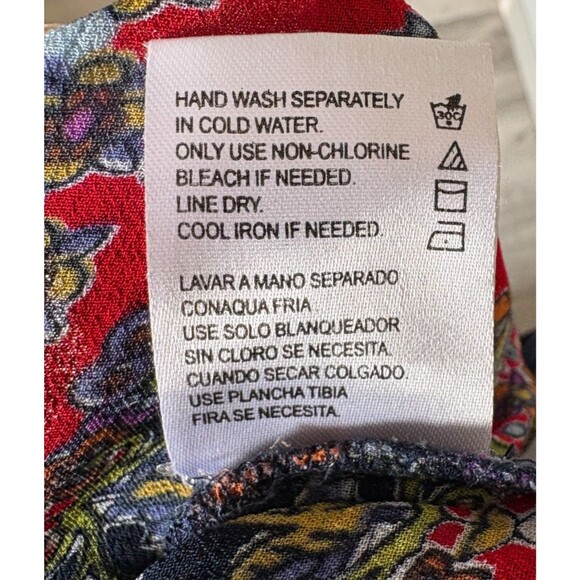 HAND WASH SEPARATELY
IN COLD WATER.
ONLY USE NON-CHLORINE
BLEACH IF NEEDED.
LINE DRY.
COOL IRON IF NEEDED.
30C
LAVAR A MANO SEPARADO
CONAQUA FRIA
USE SOLO BLANQUEADOR
SIN CLORO SE NECESITA.
CUANDO SECAR COLGADO.
USE PLANCHA TIBIA
FIRA SE NECESITA.